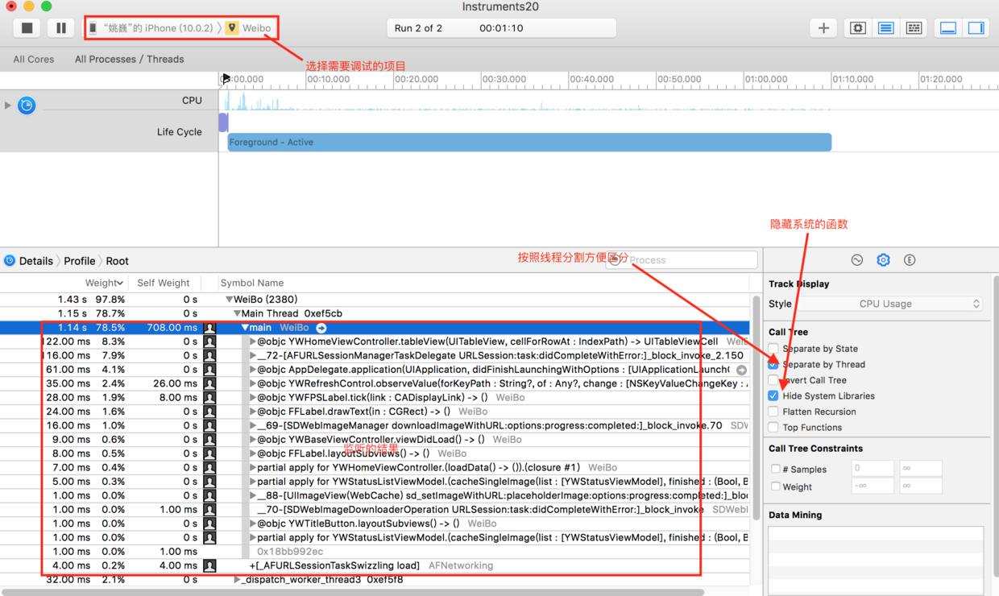 Instruments20
“姚巍”的 iPhone (10.0.2) 〉 Weibo
Run 2 of 2 00:01:10
All Cores All Processes / Threads
选择需要调试的项目
00:00.000 00:10.000 00:20.000 00:30.000 00:40.000 00:50.000 01:00.000 01:10.000 01:20.000
CPU
Life Cycle
Foreground - Active
隐藏系统的函数
按照线程分割方便区分
Details 〉 Profile 〉 Root
Process
Weight Self Weight Symbol Name
1.43 s 97.8% 0 s WeiBo (2380)
1.15 s 78.7% 0 s Main Thread 0xef5cb
1.14 s 78.5% 708.00 ms main WeiBo
122.00 ms 8.3% 0 s @objc YWHomeViewController.tableView(UITableView, cellForRowAt : IndexPath) -> UITableViewCell
116.00 ms 7.9% 0 s __72-[AFURLSessionManagerTaskDelegate URLSession:task:didCompleteWithError:]_block_invoke_2.150
61.00 ms 4.1% 0 s @objc AppDelegate.application(UIApplication, didFinishLaunchingWithOptions : [UIApplicationLaunch
35.00 ms 2.4% 26.00 ms @objc YWRefreshControl.observeValue(forKeyPath : String?, of : Any?, change : [NSKeyValueChangeKey :
28.00 ms 1.9% 8.00 ms @objc YWFPSLabel.tick(link : CADisplayLink) -> () WeiBo
24.00 ms 1.6% 0 s @objc FFLabel.drawText(in : CGRect) -> () WeiBo
16.00 ms 1.0% 0 s __69-[SDWebImageManager downloadImageWithURL:options:progress:completed:]_block_invoke.70
9.00 ms 0.6% 0 s @objc YWBaseViewController.viewDidLoad() -> () WeiBo
监听的结果
8.00 ms 0.5% 0 s @objc FFLabel.layoutSubviews() -> () WeiBo
7.00 ms 0.4% 0 s partial apply for YWHomeViewController.(loadData() -> ()).(closure #1) WeiBo
5.00 ms 0.3% 0 s partial apply for YWStatusListViewModel.(cacheSingleImage(list : [YWStatusViewModel], finished : (Bool, B
1.00 ms 0.0% 0 s __88-[UIImageView(WebCache) sd_setImageWithURL:placeholderImage:options:progress:completed:]_bloc
1.00 ms 0.0% 1.00 ms __70-[SDWebImageDownloaderOperation URLSession:task:didCompleteWithError:]_block_invoke SDWebI
1.00 ms 0.0% 0 s @objc YWTitleButton.layoutSubviews() -> () WeiBo
1.00 ms 0.0% 0 s partial apply for YWStatusListViewModel.(cacheSingleImage(list : [YWStatusViewModel], finished : (Bool, B
1.00 ms 0.0% 1.00 ms 0x18bb992ec
4.00 ms 0.2% 4.00 ms +[_AFURLSessionTaskSwizzling load] AFNetworking
32.00 ms 2.1% 0 s _dispatch_worker_thread3 0xef5f8
Track Display
Style CPU Usage
Call Tree
Separate by State
Separate by Thread
Invert Call Tree
Hide System Libraries
Flatten Recursion
Top Functions
Call Tree Constraints
# Samples 0 ∞
Weight -∞ ∞
Data Mining